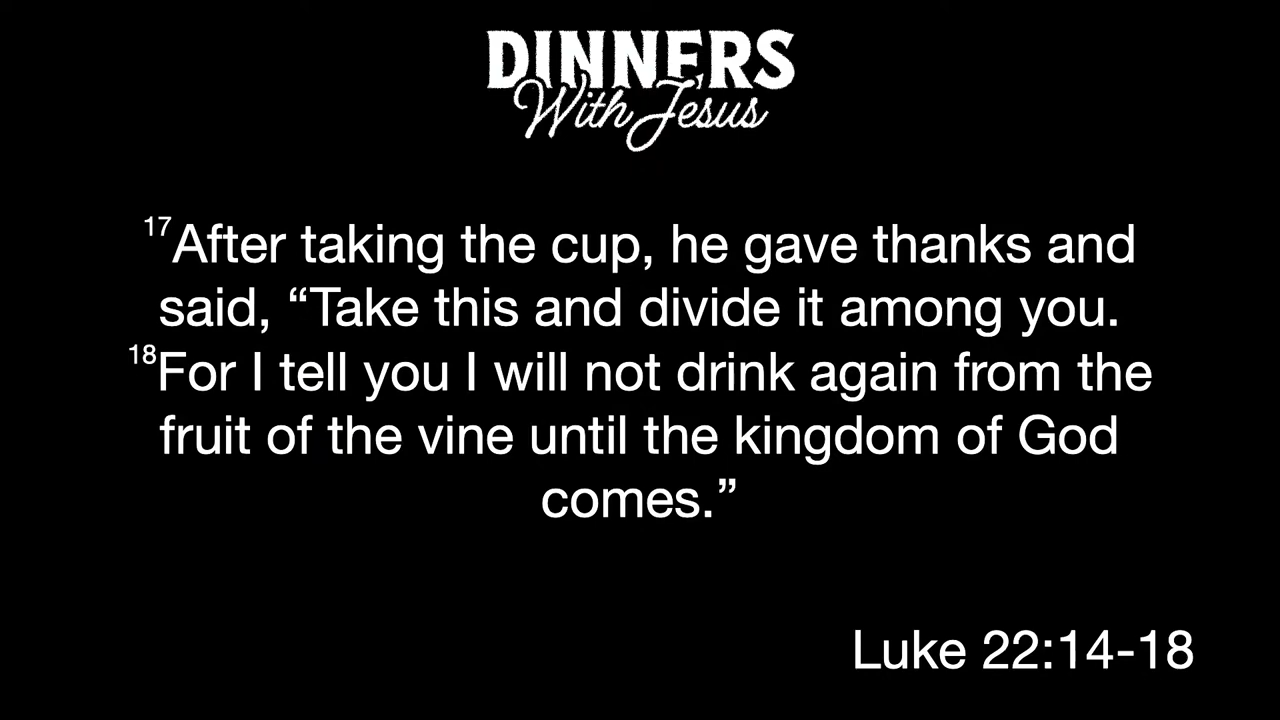 DINNERS
With Jesus
¹⁷After taking the cup, he gave thanks and
said, “Take this and divide it among you.
¹⁸For I tell you I will not drink again from the
fruit of the vine until the kingdom of God
comes.”
Luke 22:14-18